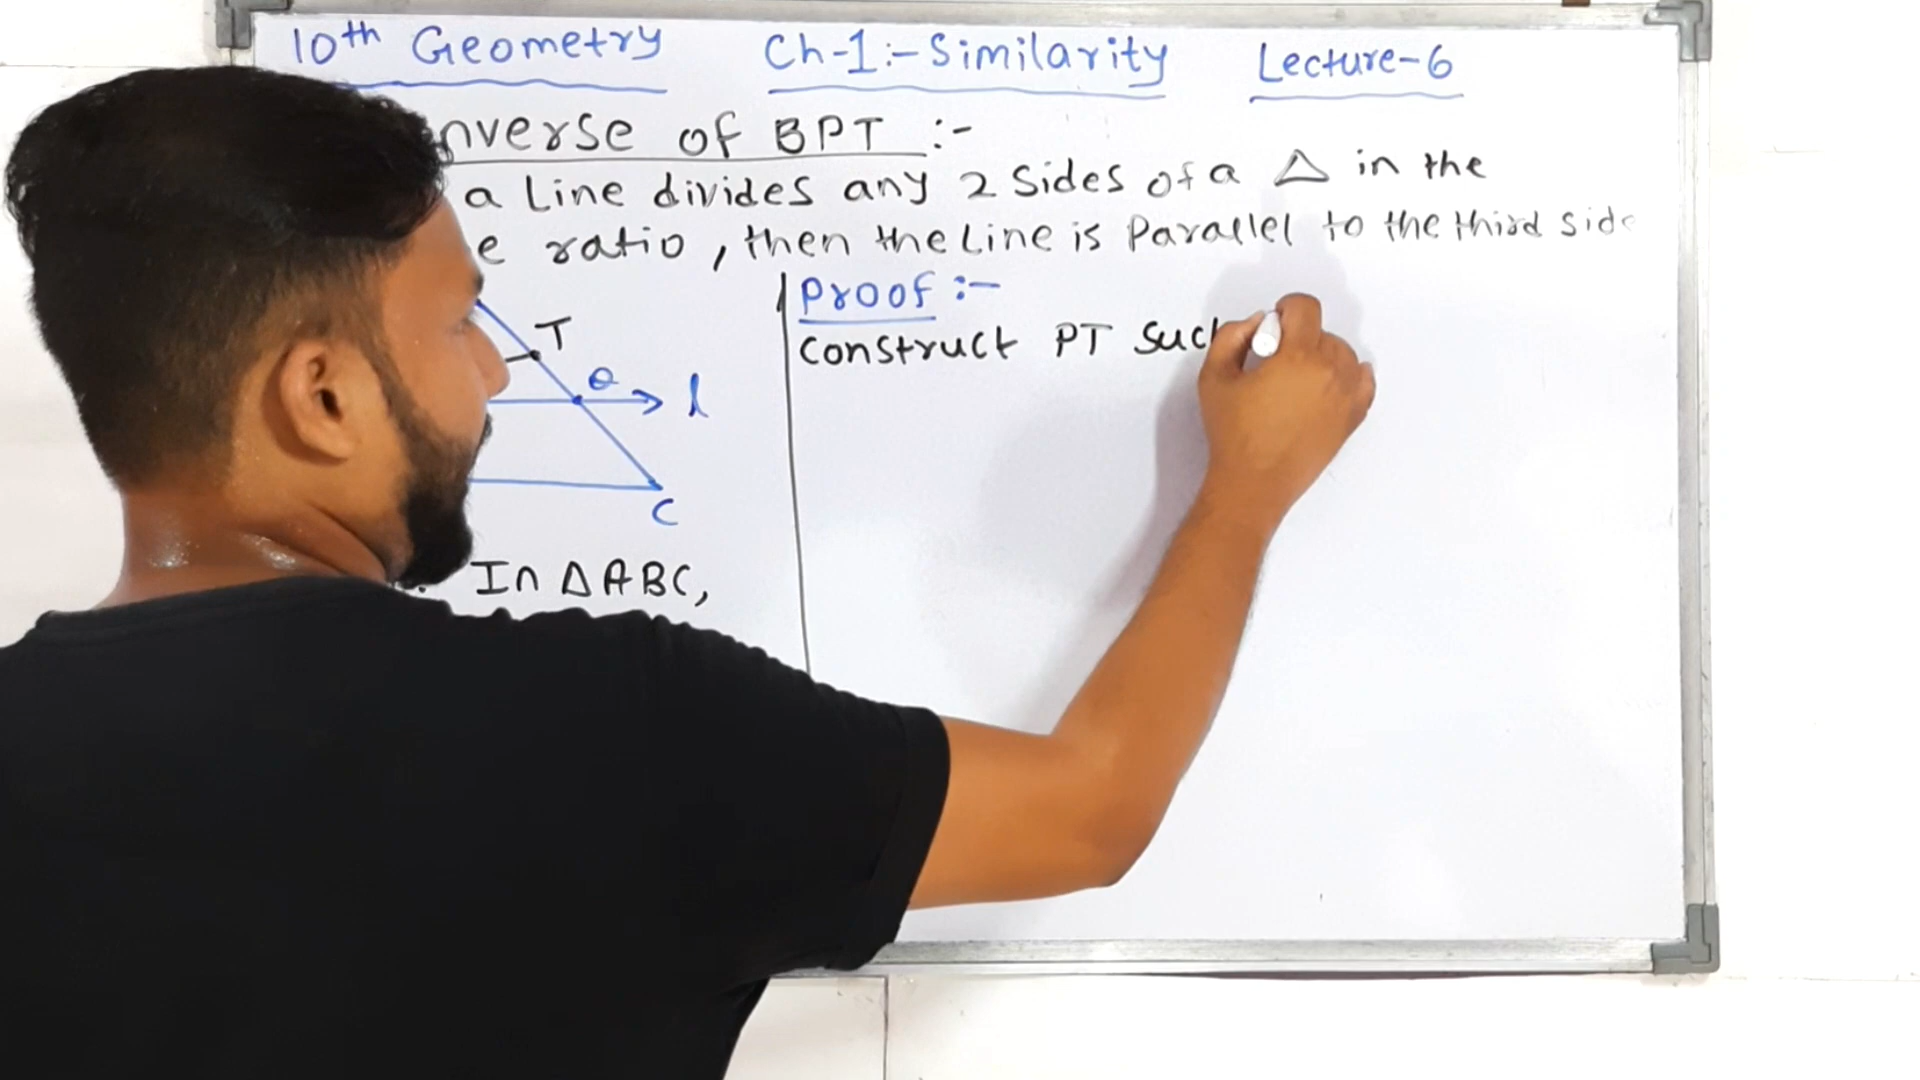 10th Geometry Ch-1:- Similarity Lecture-6
nverse of BPT :-
a Line divides any 2 Sides of a △ in the
e ratio, then the Line is Parallel to the third side
Proof :-
T
construct PT Suc
Q
l
C
In △ABC,